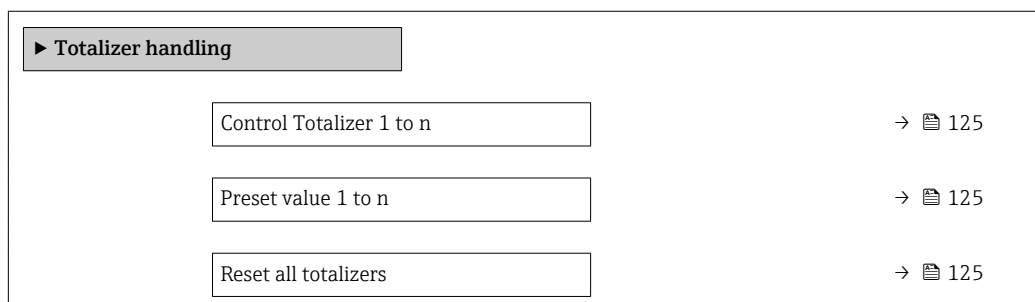 ▶ Totalizer handling
Control Totalizer 1 to n → 125
Preset value 1 to n → 125
Reset all totalizers → 125